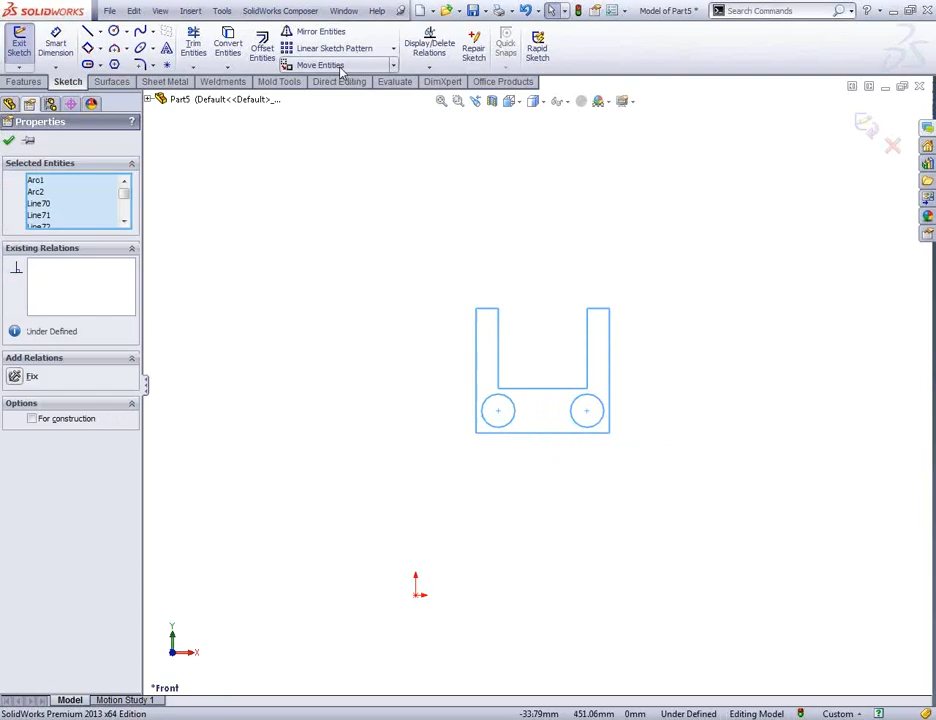 SOLIDWORKS File Edit View Insert Tools SolidWorks Composer Window Help Model of Part5 * Search Commands
Exit Sketch
Smart Dimension
Trim Entities
Convert Entities
Offset Entities
Mirror Entities
Linear Sketch Pattern
Move Entities
Display/Delete Relations
Repair Sketch
Quick Snaps
Rapid Sketch
Features Sketch Surfaces Sheet Metal Weldments Mold Tools Direct Editing Evaluate DimXpert Office Products
Part5 (Default<<Default>_...
Properties ?
Selected Entities
Arc1
Arc2
Line70
Line71
Line72
Existing Relations
Under Defined
Add Relations
Fix
Options
For construction
Y
X
*Front
Model Motion Study 1
SolidWorks Premium 2013 x64 Edition -33.79mm 451.06mm 0mm Under Defined Editing Model Custom ?